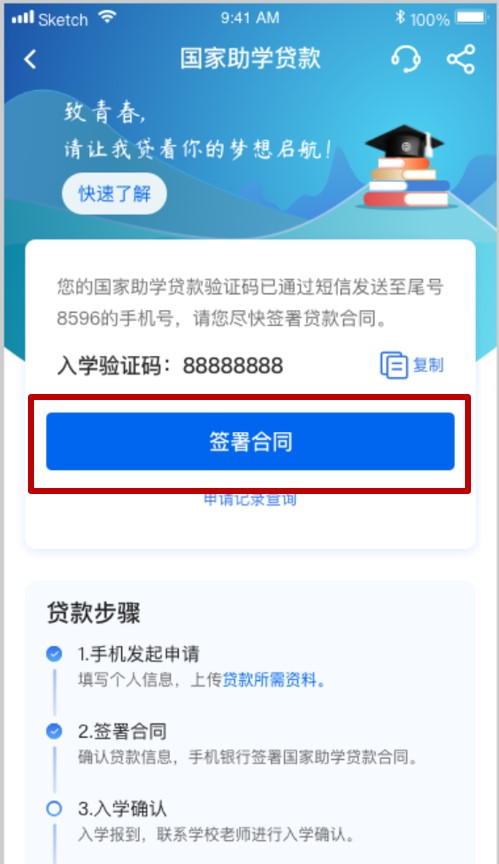 Sketch 9:41 AM 100%
国家助学贷款
致青春,
请让我贷着你的梦想启航!
快速了解
您的国家助学贷款验证码已通过短信发送至尾号
8596的手机号，请您尽快签署贷款合同。
入学验证码：88888888 复制
签署合同
申请记录查询
贷款步骤
1.手机发起申请
填写个人信息，上传贷款所需资料。
2.签署合同
确认贷款信息，手机银行签署国家助学贷款合同。
3.入学确认
入学报到，联系学校老师进行入学确认。